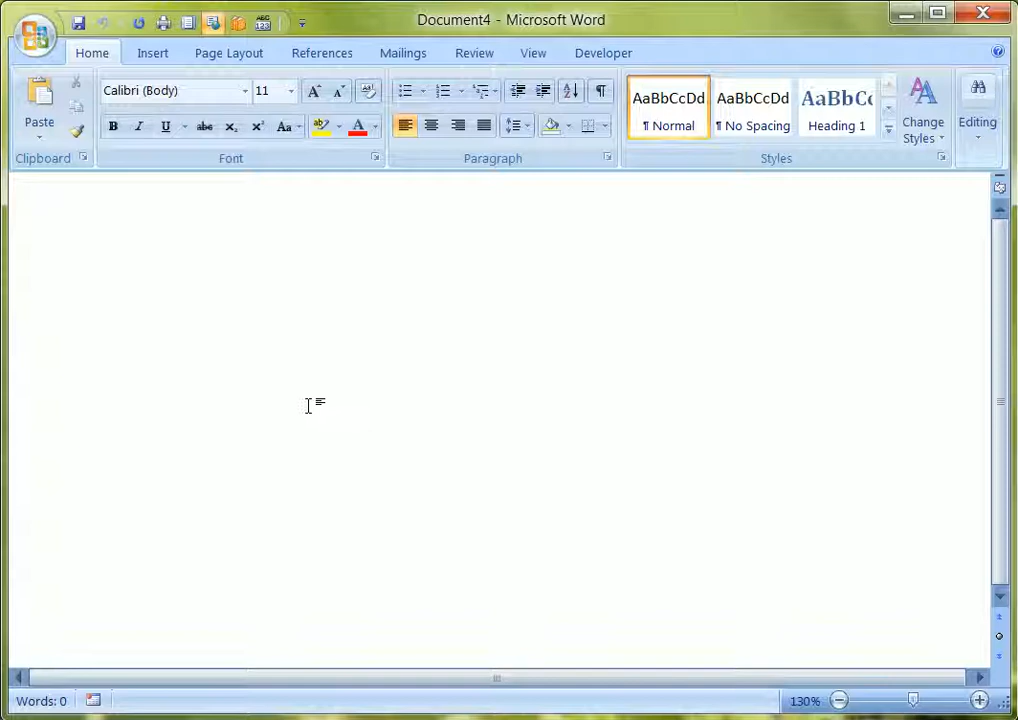 Document4 - Microsoft Word
Home Insert Page Layout References Mailings Review View Developer
Calibri (Body) 11
Paste
AaBbCcDd AaBbCcDd AaBbCc
¶ Normal ¶ No Spacing Heading 1
Change Styles
Editing
Clipboard Font Paragraph Styles
Words: 0 130%